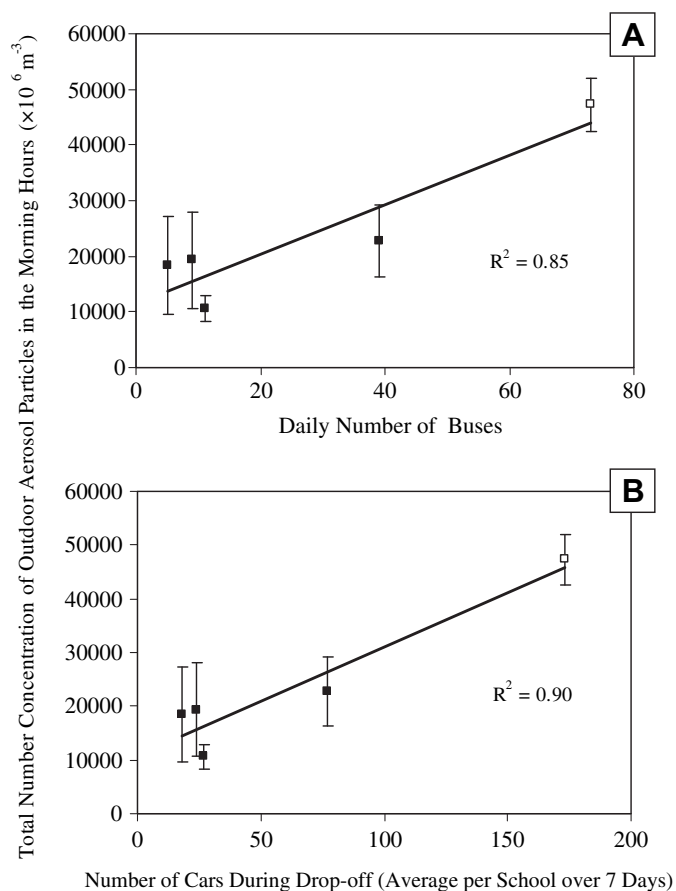 Total Number Concentration of Outdoor Aerosol Particles in the Morning Hours (×10⁶ m⁻³)
A
60000
50000
40000
30000
20000
10000
0
R² = 0.85
0 20 40 60 80
Daily Number of Buses
B
60000
50000
40000
30000
20000
10000
0
R² = 0.90
0 50 100 150 200
Number of Cars During Drop-off (Average per School over 7 Days)